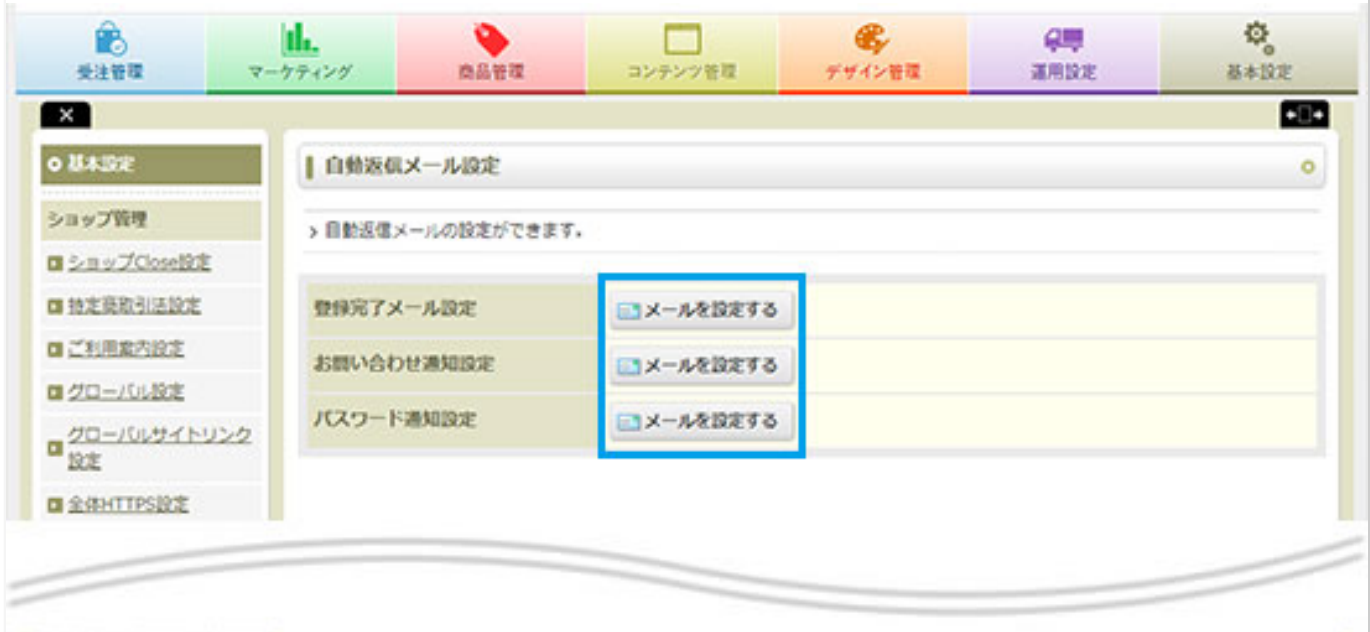 受注管理
マーケティング
商品管理
コンテンツ管理
デザイン管理
運用設定
基本設定
基本設定
ショップ管理
ショップClose設定
特定商取引法設定
ご利用案内設定
グローバル設定
グローバルサイトリンク
設定
全体HTTPS設定
自動返信メール設定
自動返信メールの設定ができます。
登録完了メール設定
メールを設定する
お問い合わせ通知設定
メールを設定する
パスワード通知設定
メールを設定する